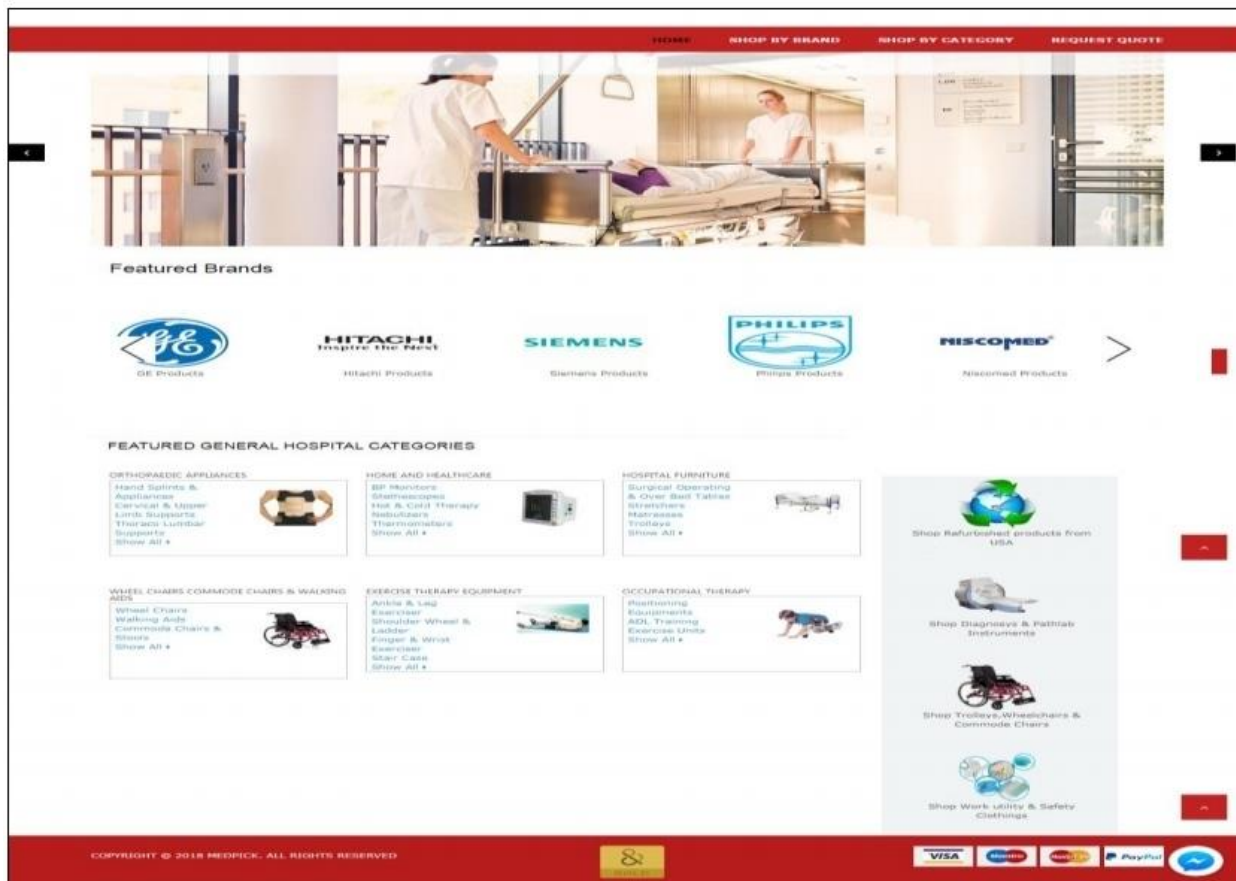 HOME SHOP BY BRAND SHOP BY CATEGORY REQUEST QUOTE
Featured Brands
GE
HITACHI
Inspire the Next
SIEMENS
PHILIPS
NISCOMED
GE Products
Hitachi Products
Siemens Products
Philips Products
Niscomed Products
FEATURED GENERAL HOSPITAL CATEGORIES
ORTHOPAEDIC APPLIANCES
Hand Splints &
Appliances
Cervical & Upper
Limb Supports
Thoraco Lumbar
Supports
Show All
HOME AND HEALTHCARE
BP Monitors
Stethescopes
Hot & Cold Therapy
Nebulizers
Thermometers
Show All
HOSPITAL FURNITURE
Surgical Operating
& Over Bed Tables
Stretchers
Matresses
Trolleys
Show All
WHEEL CHAIRS COMMODE CHAIRS & WALKING
AIDS
Wheel Chairs
Walking Aids
Commode Chairs &
Stools
Show All
EXERCISE THERAPY EQUIPMENT
Ankle & Leg
Exerciser
Shoulder Wheel &
Ladder
Finger & Wrist
Exerciser
Stair Case
Show All
OCCUPATIONAL THERAPY
Positioning
Equuiments
ADL Training
Exercise Units
Show All
Shop Refurbished products from
USA
Shop Diagnosys & Pathlab
Instruments
Shop Trolleys,Wheelchairs &
Commode Chairs
Shop Work utility & Safety
Clothings
COPYRIGHT © 2018 MEDPICK. ALL RIGHTS RESERVED
&
VISA
Maestro
MasterCard
PayPal